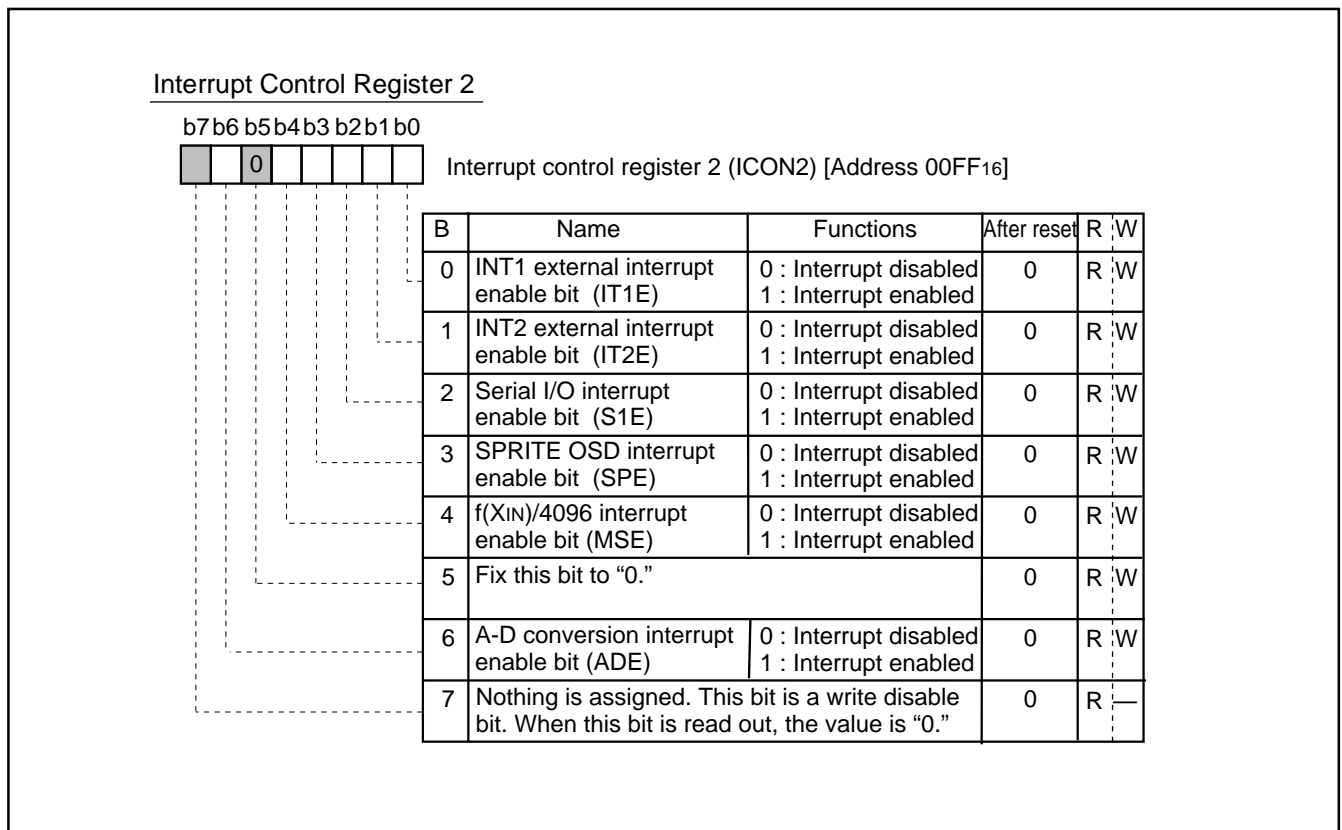 Interrupt Control Register 2
b7 b6 b5 b4 b3 b2 b1 b0
0
Interrupt control register 2 (ICON2) [Address 00FF16]
B Name Functions After reset R W
0 INT1 external interrupt 0 : Interrupt disabled 0 R W
enable bit (IT1E) 1 : Interrupt enabled
1 INT2 external interrupt 0 : Interrupt disabled 0 R W
enable bit (IT2E) 1 : Interrupt enabled
2 Serial I/O interrupt 0 : Interrupt disabled 0 R W
enable bit (S1E) 1 : Interrupt enabled
3 SPRITE OSD interrupt 0 : Interrupt disabled 0 R W
enable bit (SPE) 1 : Interrupt enabled
4 f(XIN)/4096 interrupt 0 : Interrupt disabled 0 R W
enable bit (MSE) 1 : Interrupt enabled
5 Fix this bit to “0.” 0 R W
6 A-D conversion interrupt 0 : Interrupt disabled 0 R W
enable bit (ADE) 1 : Interrupt enabled
7 Nothing is assigned. This bit is a write disable 0 R —
bit. When this bit is read out, the value is “0.”